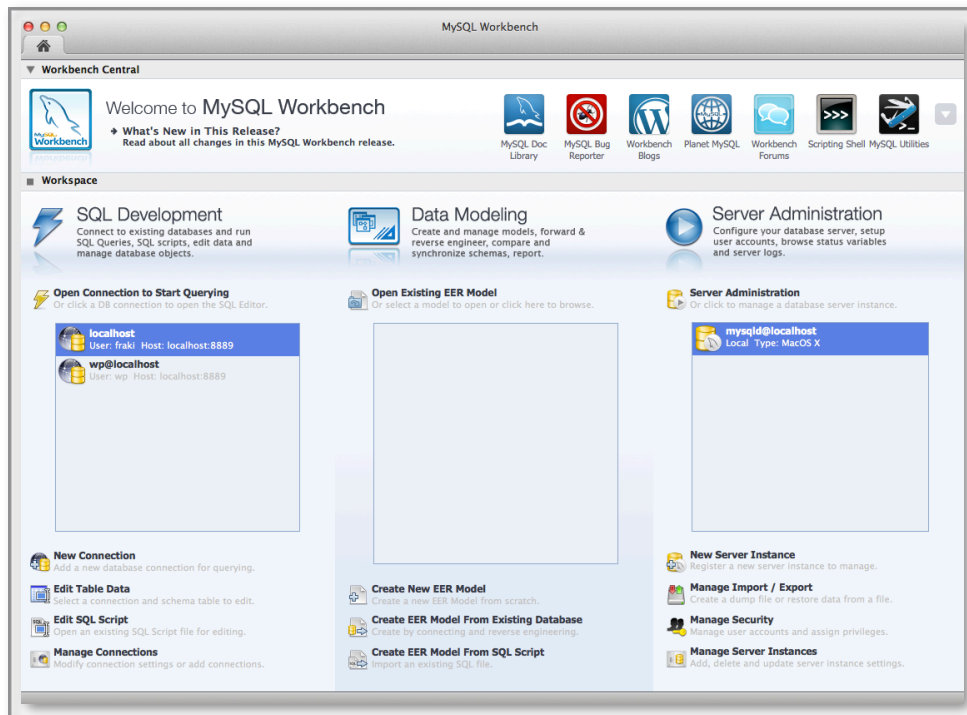 MySQL Workbench
Workbench Central
MySQL
Workbench
Welcome to MySQL Workbench
What's New in This Release?
Read about all changes in this MySQL Workbench release.
MySQL Doc
Library
MySQL Bug
Reporter
Workbench
Blogs
Planet MySQL
Workbench
Forums
Scripting Shell
MySQL Utilities
Workspace
SQL Development
Connect to existing databases and run
SQL Queries, SQL scripts, edit data and
manage database objects.
Open Connection to Start Querying
Or click a DB connection to open the SQL Editor.
localhost
User: fraki Host: localhost:8889
wp@localhost
User: wp Host: localhost:8889
New Connection
Add a new database connection for querying.
Edit Table Data
Select a connection and schema table to edit.
Edit SQL Script
Open an existing SQL Script file for editing.
Manage Connections
Modify connection settings or add connections.
Data Modeling
Create and manage models, forward &
reverse engineer, compare and
synchronize schemas, report.
Open Existing EER Model
Or select a model to open or click here to browse.
Create New EER Model
Create a new EER Model from scratch.
Create EER Model From Existing Database
Create by connecting and reverse engineering.
Create EER Model From SQL Script
Import an existing SQL file.
Server Administration
Configure your database server, setup
user accounts, browse status variables
and server logs.
Server Administration
Or click to manage a database server instance.
mysqld@localhost
Local Type: MacOS X
New Server Instance
Register a new server instance to manage.
Manage Import / Export
Create a dump file or restore data from a file.
Manage Security
Manage user accounts and assign privileges.
Manage Server Instances
Add, delete and update server instance settings.